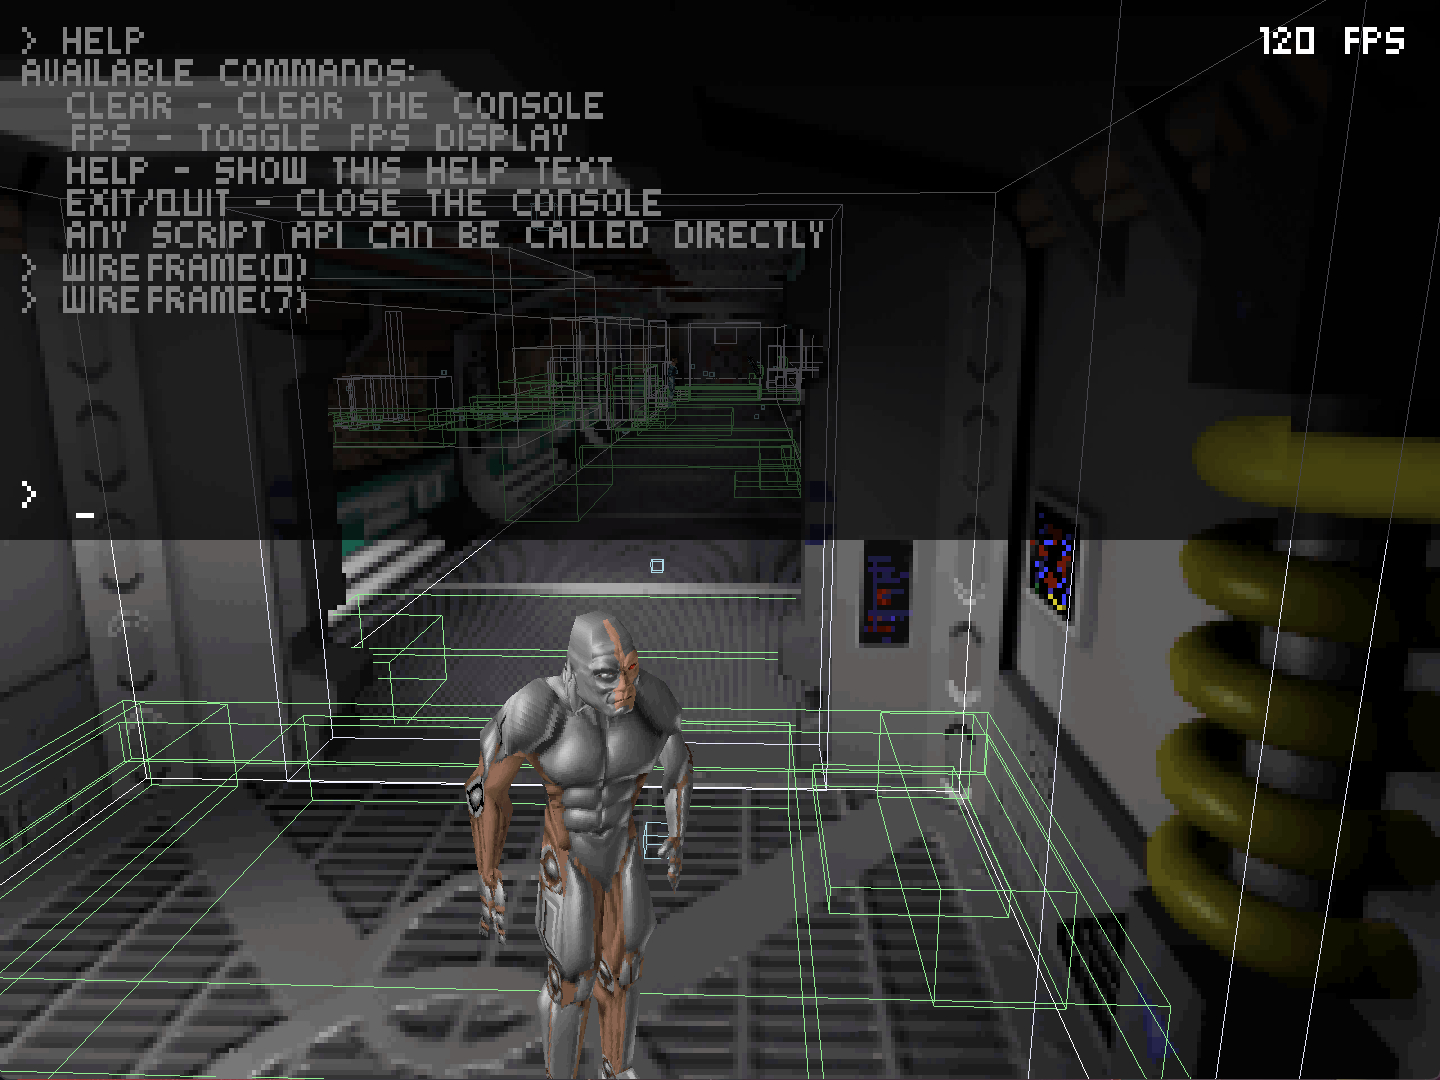 > HELP
120 FPS
AVAILABLE COMMANDS:
CLEAR - CLEAR THE CONSOLE
FPS - TOGGLE FPS DISPLAY
HELP - SHOW THIS HELP TEXT
EXIT/QUIT - CLOSE THE CONSOLE
ANY SCRIPT API CAN BE CALLED DIRECTLY
> WIREFRAME(0)
> WIREFRAME(7)
> _